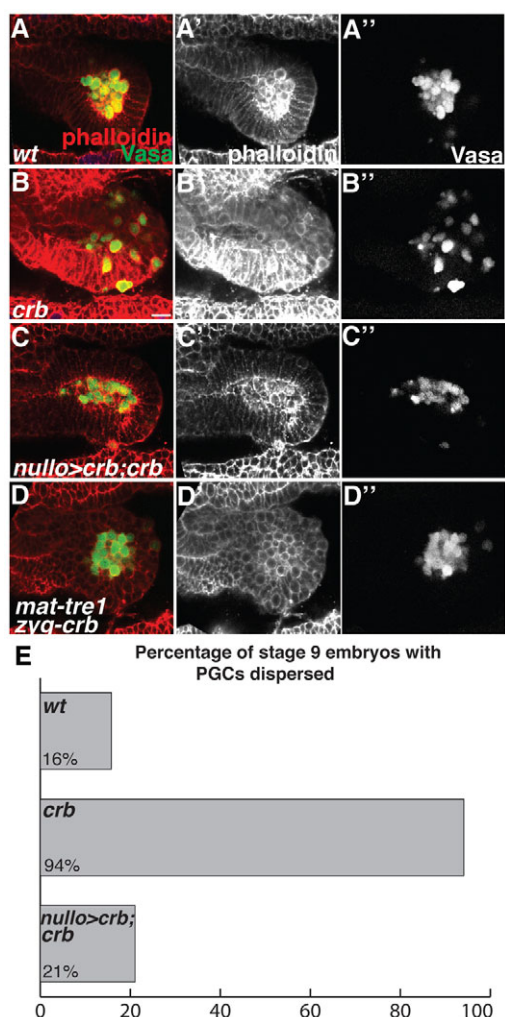 A
A'
A''
phalloidin
Vasa
wt
phalloidin
Vasa
B
B'
B''
crb
C
C'
C''
nullo>crb;crb
D
D'
D''
mat-tre1
zyg-crb
E
Percentage of stage 9 embryos with
PGCs dispersed
wt
16%
crb
94%
nullo>crb;
crb
21%
0 20 40 60 80 100